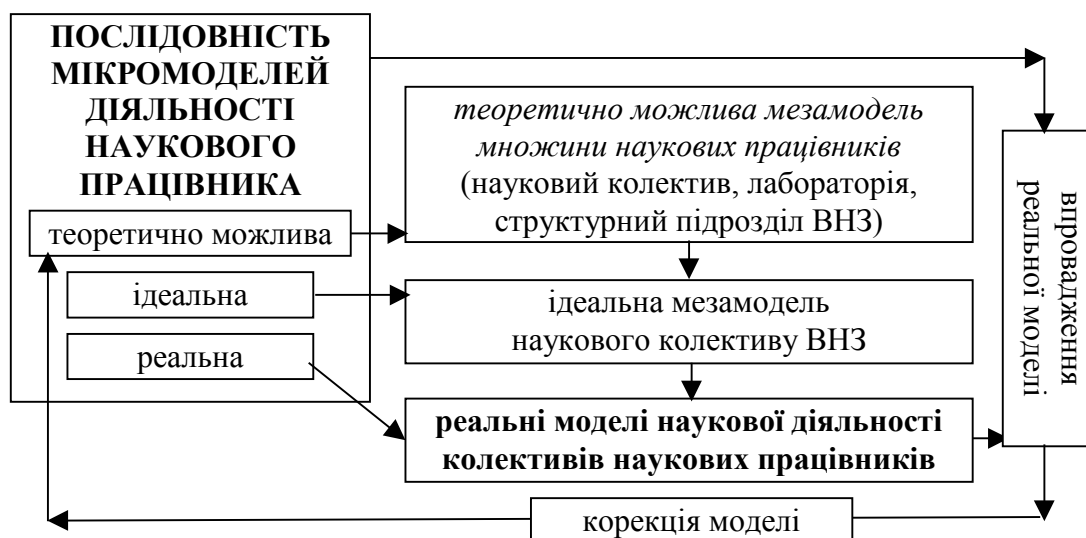 ПОСЛІДОВНІСТЬ
МІКРОМОДЕЛЕЙ
ДІЯЛЬНОСТІ
НАУКОВОГО
ПРАЦІВНИКА
теоретично можлива
ідеальна
реальна
теоретично можлива мезамодель
множини наукових працівників
(науковий колектив, лабораторія,
структурний підрозділ ВНЗ)
ідеальна мезамодель
наукового колективу ВНЗ
реальні моделі наукової діяльності
колективів наукових працівників
впровадження
реальної моделі
корекція моделі